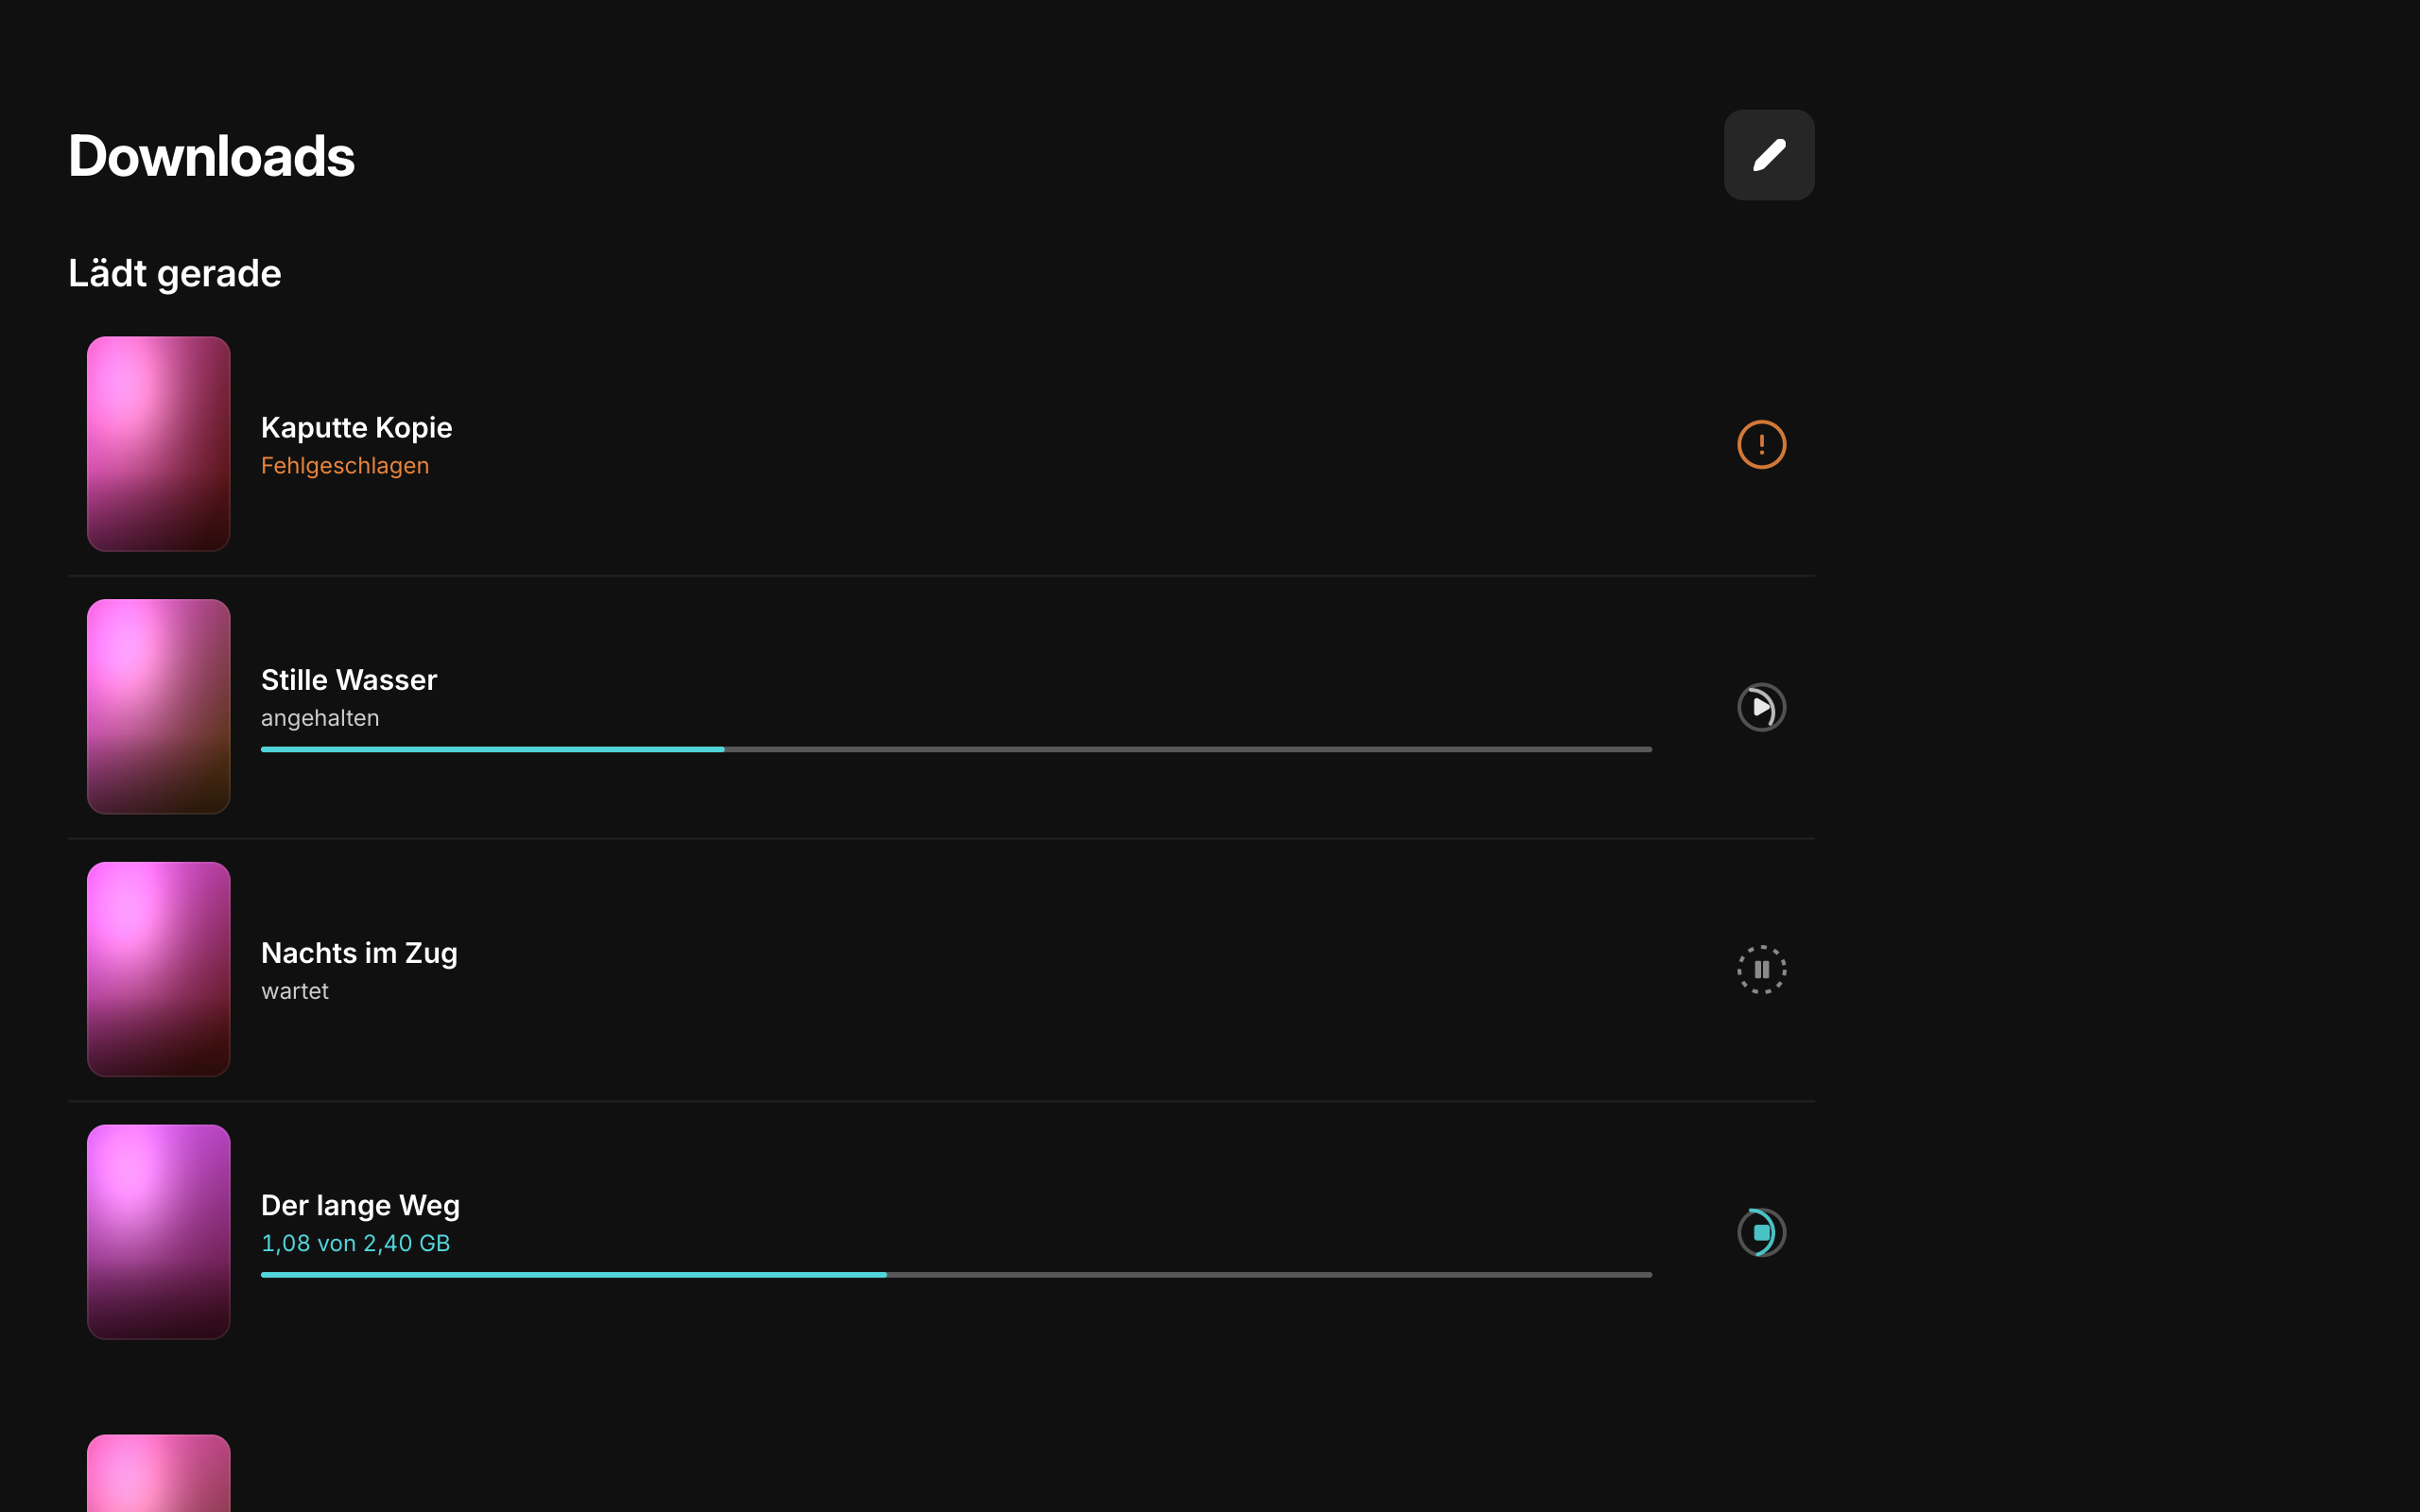 Downloads
Lädt gerade
Kaputte Kopie
Fehlgeschlagen
Stille Wasser
angehalten
Nachts im Zug
wartet
Der lange Weg
1,08 von 2,40 GB